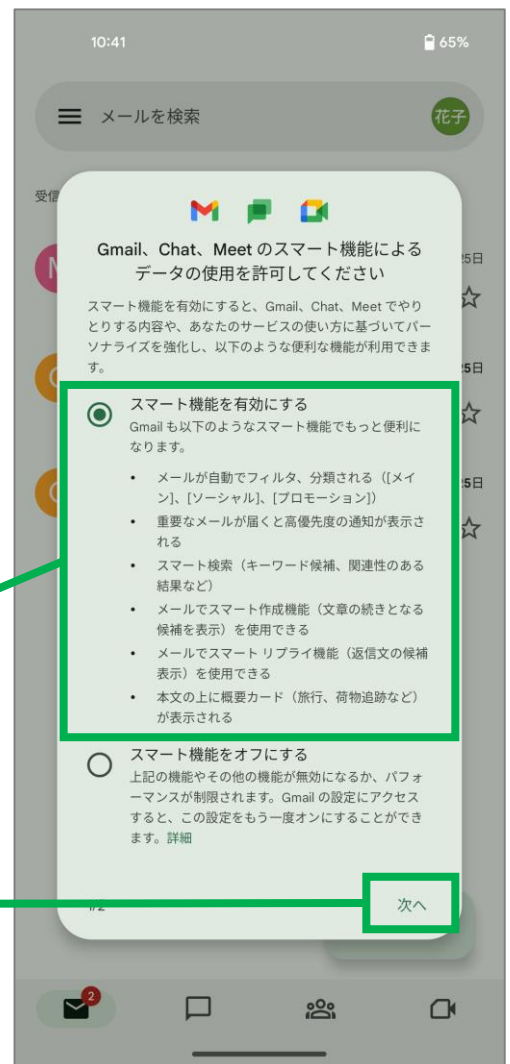 10:41
65%
メールを検索
花子
受信
25日
25日
25日
Gmail、Chat、Meet のスマート機能による
データの使用を許可してください
スマート機能を有効にすると、Gmail、Chat、Meet でやり
とりする内容や、あなたのサービスの使い方に基づいてパー
ソナライズを強化し、以下のような便利な機能が利用できま
す。
スマート機能を有効にする
Gmail も以下のようなスマート機能でもっと便利に
なります。
• メールが自動でフィルタ、分類される（[メイ
ン]、[ソーシャル]、[プロモーション]）
• 重要なメールが届くと高優先度の通知が表示さ
れる
• スマート検索（キーワード候補、関連性のある
結果など）
• メールでスマート作成機能（文章の続きとなる
候補を表示）を使用できる
• メールでスマート リプライ機能（返信文の候補
表示）を使用できる
• 本文の上に概要カード（旅行、荷物追跡など）
が表示される
スマート機能をオフにする
上記の機能やその他の機能が無効になるか、パフォ
ーマンスが制限されます。Gmail の設定にアクセス
すると、この設定をもう一度オンにすることができ
ます。詳細
次へ
2